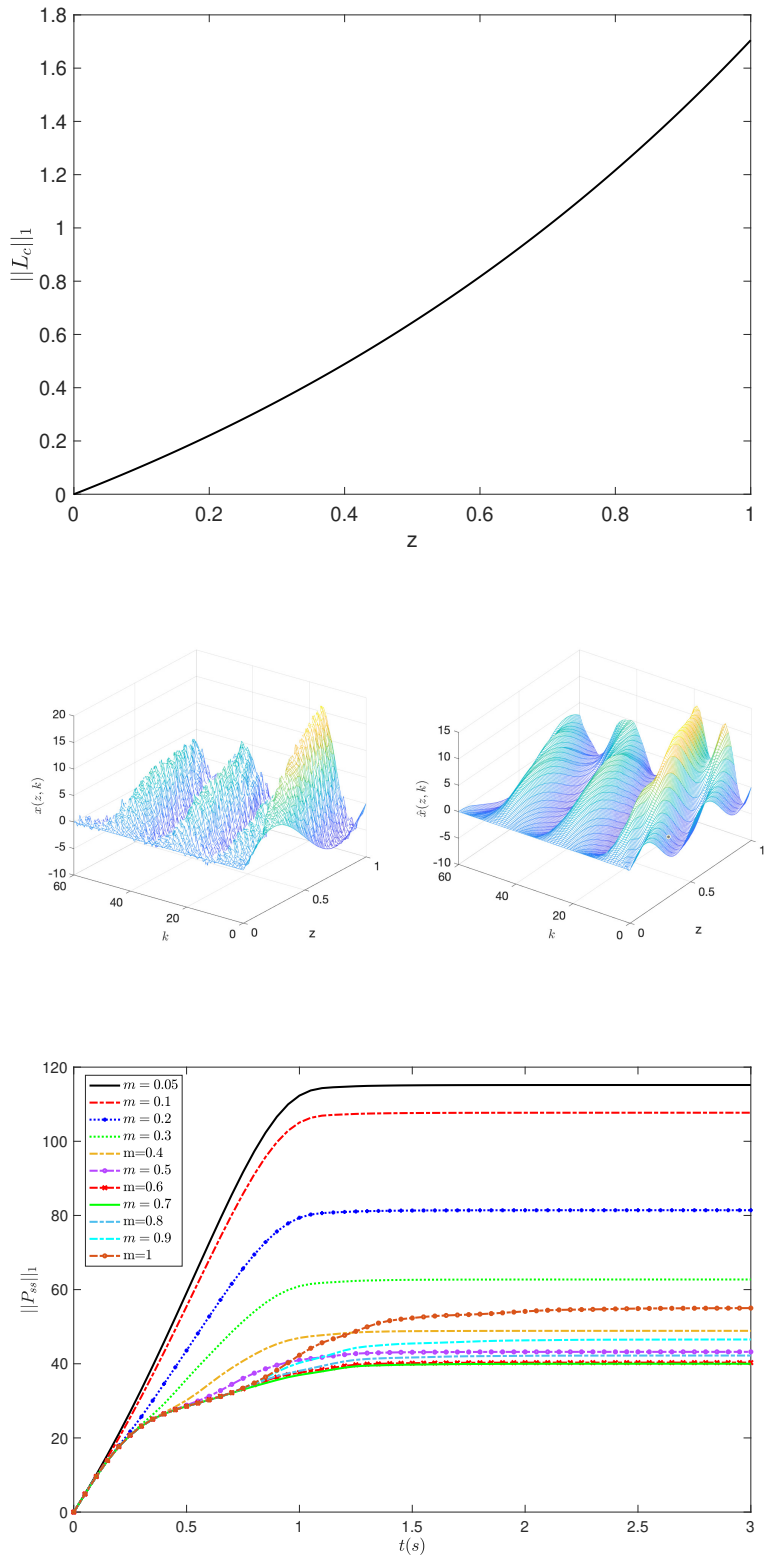 1.8
1.6
1.4
1.2
1
0.8
0.6
0.4
0.2
0
||L_c||_1
0 0.2 0.4 0.6 0.8 1
z
20
15
10
5
0
-5
-10
x(z, k)
60 40 20 0
k
0 0.5 1
z
15
10
5
0
-5
-10
x̂(z, k)
60 40 20 0
k
0 0.5 1
z
120
100
80
60
40
20
0
||P_{ss}||_1
m = 0.05
m = 0.1
m = 0.2
m = 0.3
m=0.4
m = 0.5
m=0.6
m = 0.7
m=0.8
m = 0.9
m=1
0 0.5 1 1.5 2 2.5 3
t(s)